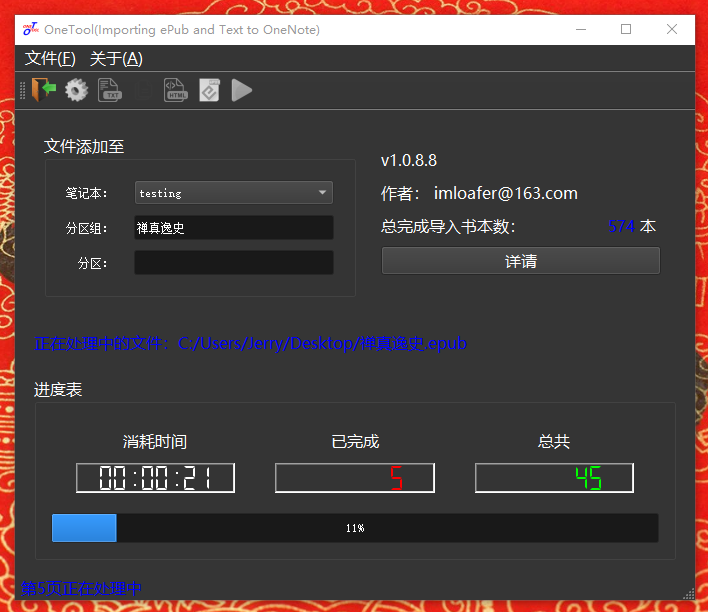 OneTool(Importing ePub and Text to OneNote)
文件(F) 关于(A)
TXT HTML
文件添加至
笔记本: testing
分区组: 禅真逸史
分区:
v1.0.8.8
作者: imloafer@163.com
总完成导入书本数: 574 本
详请
正在处理中的文件: C:/Users/Jerry/Desktop/禅真逸史.epub
进度表
消耗时间 已完成 总共
00:00:21 5 45
11%
第5页正在处理中